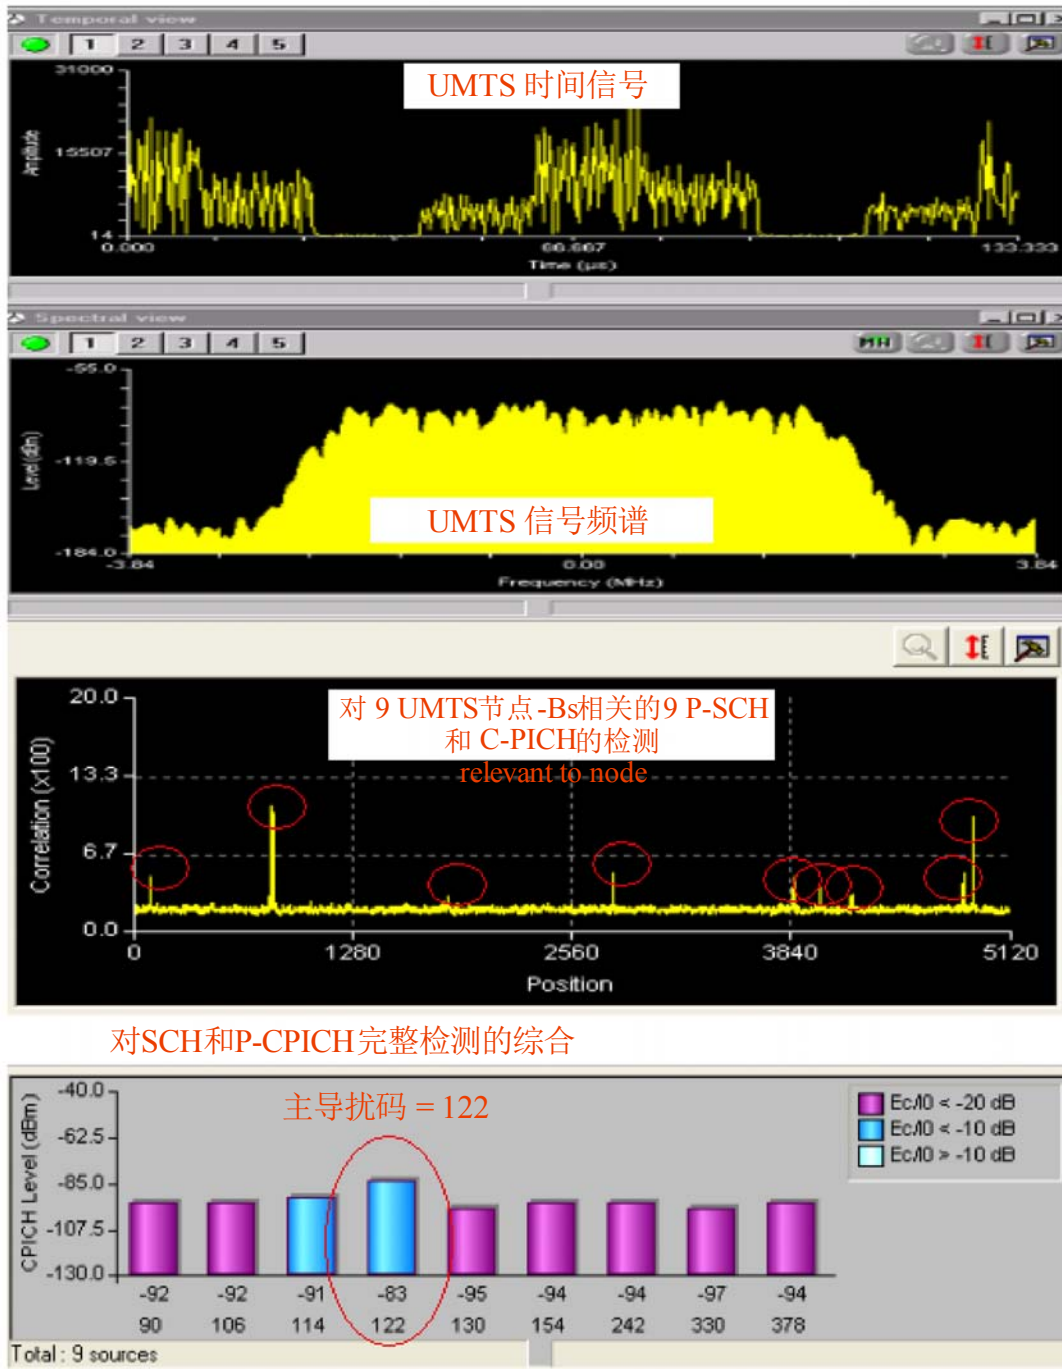 Temporal view
1 2 3 4 5
UMTS 时间信号
31000
15507
14
Amplitude
0.000 66.667 133.333
Time (µs)
Spectral view
1 2 3 4 5
MH
-55.0
-119.5
-184.0
Level (dBm)
UMTS 信号频谱
-3.84 0.00 3.84
Frequency (MHz)
20.0
13.3
6.7
0.0
Correlation (x100)
对 9 UMTS节点-Bs相关的9 P-SCH
和 C-PICH的检测
relevant to node
0 1280 2560 3840 5120
Position
对SCH和P-CPICH完整检测的综合
-40.0
-62.5
-85.0
-107.5
-130.0
CPICH Level (dBm)
主导扰码 = 122
Ec/I0 < -20 dB
Ec/I0 < -10 dB
Ec/I0 > -10 dB
-92 -92 -91 -83 -95 -94 -94 -97 -94
90 106 114 122 130 154 242 330 378
Total : 9 sources